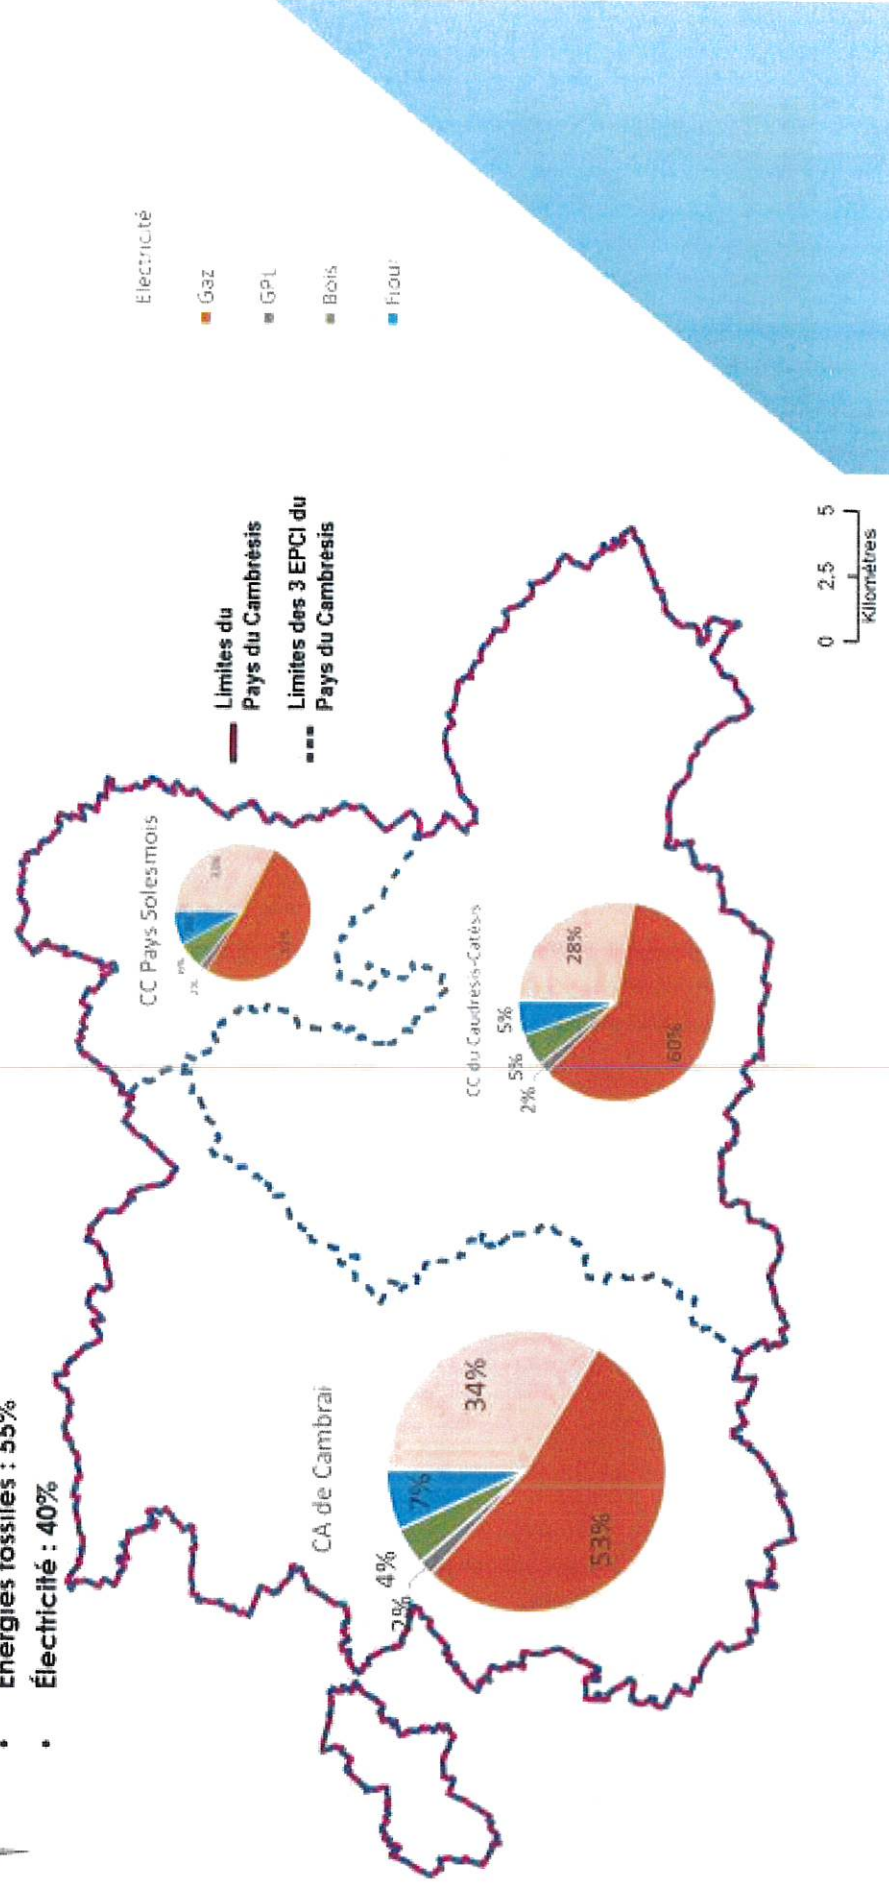 Énergies fossiles : 55%
• Électricité : 40%
CC Pays Solesmois
Limites du
Pays du Cambrésis
Limites des 3 EPCI du
Pays du Cambrésis
Electricité
Gaz
GPL
Bois
CA de Cambrai
34%
53%
2%
4%
7%
CC du Caudrésis-Catésis
28%
60%
2%
5%
5%
0 2.5 5
Kilomètres